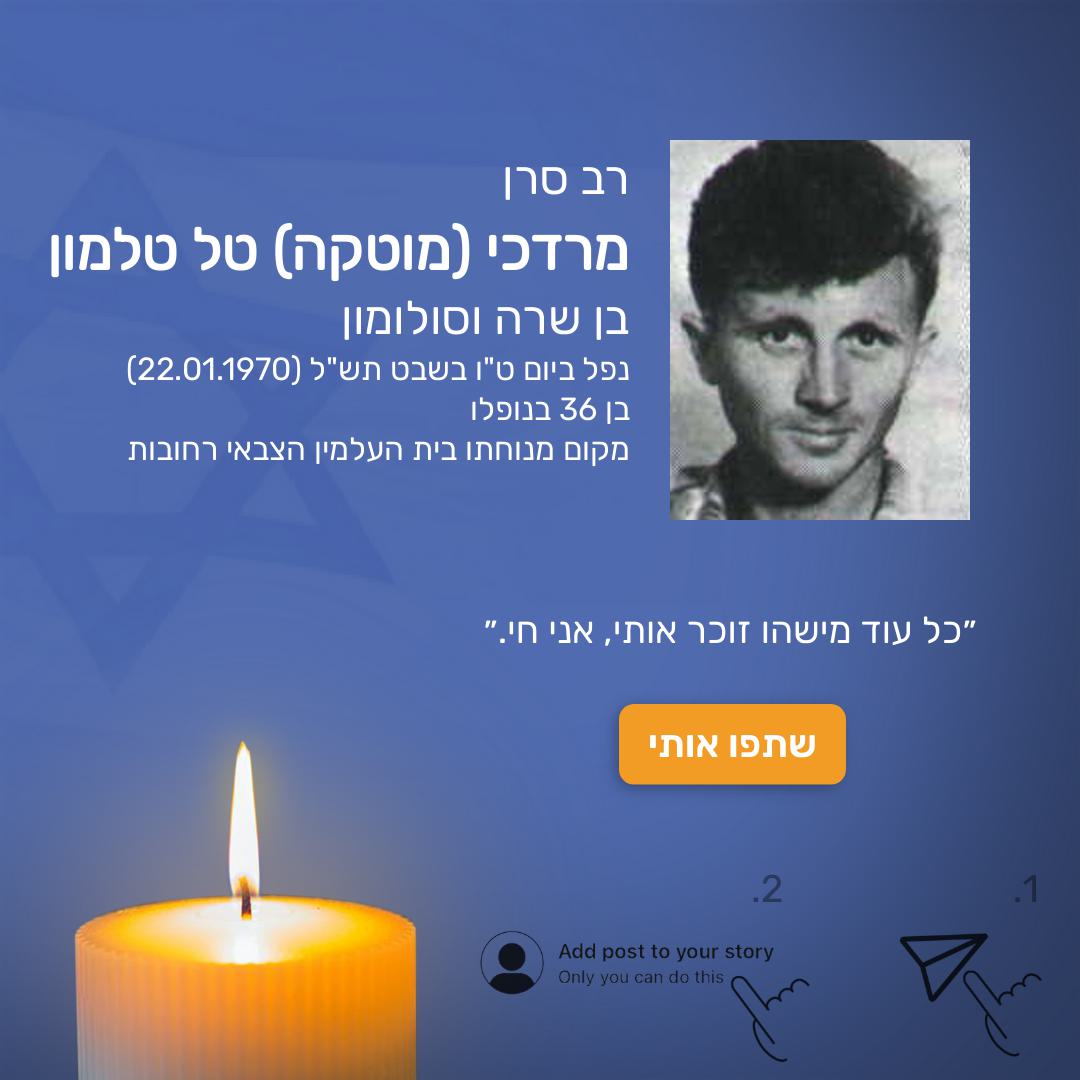 רב סרן
מרדכי (מוטקה) טל טלמון
בן שרה וסולומון
נפל ביום ט"ו בשבט תש"ל (22.01.1970)
בן 36 בנופלו
מקום מנוחתו בית העלמין הצבאי רחובות
״כל עוד מישהו זוכר אותי, אני חי.״
שתפו אותי
.1
.2
Add post to your story
Only you can do this